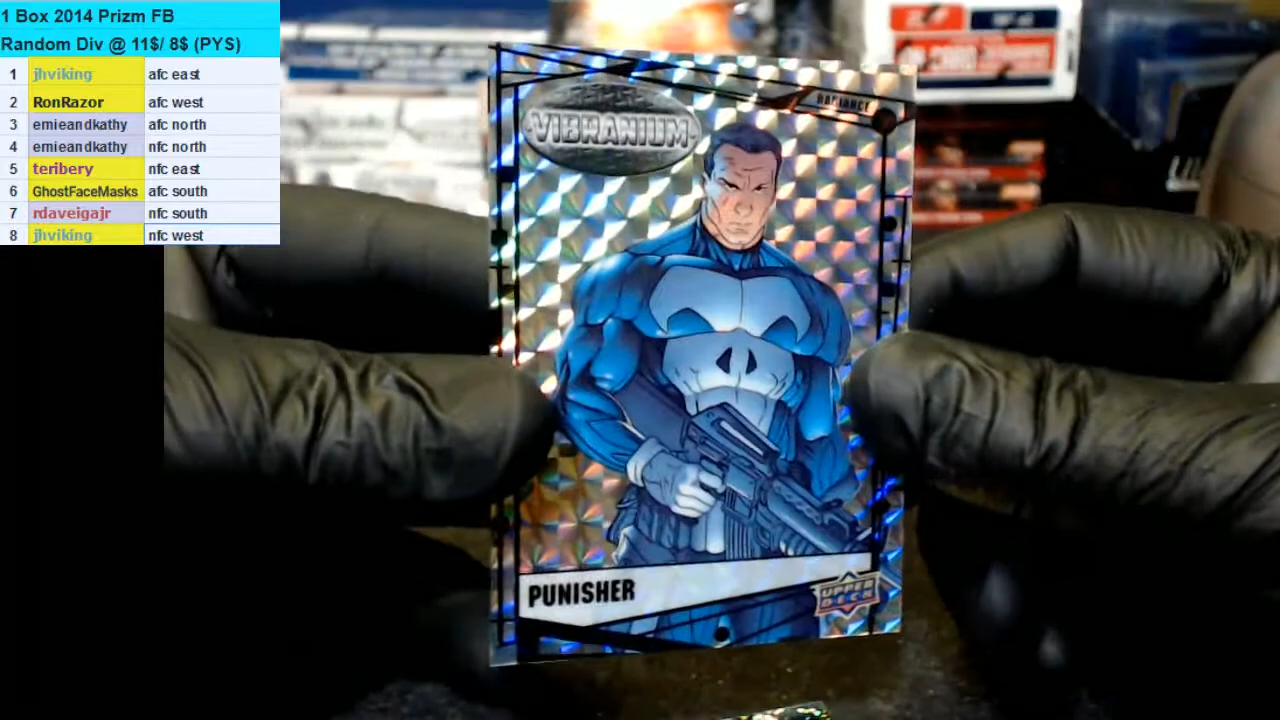 1 Box 2014 Prizm FB
Random Div @ 11$/ 8$ (PYS)
1 jhviking afc east
2 RonRazor afc west
3 emieandkathy afc north
4 emieandkathy nfc north
5 teribery nfc east
6 GhostFaceMasks afc south
7 rdaveigajr nfc south
8 jhviking nfc west
VIBRANIUM
RADIANCE
PUNISHER
UPPER
DECK